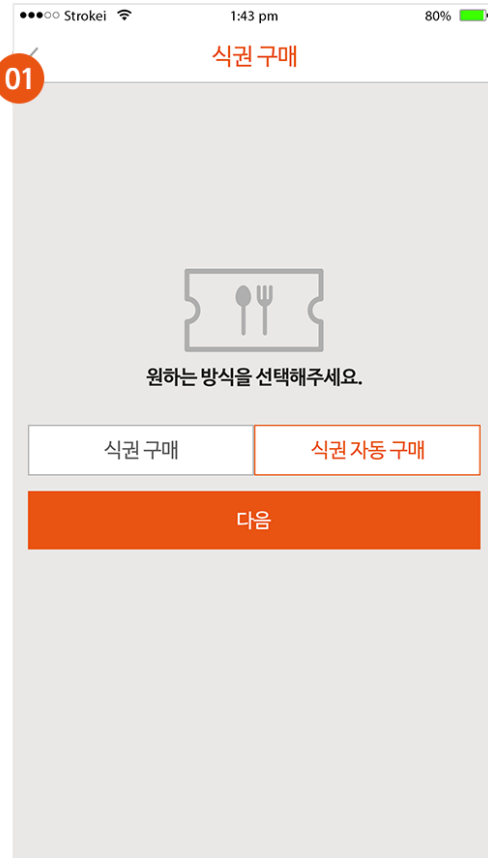 ●●●○○ Strokei 1:43 pm 80%
식권 구매
01
원하는 방식을 선택해주세요.
식권 구매 식권 자동 구매
다음